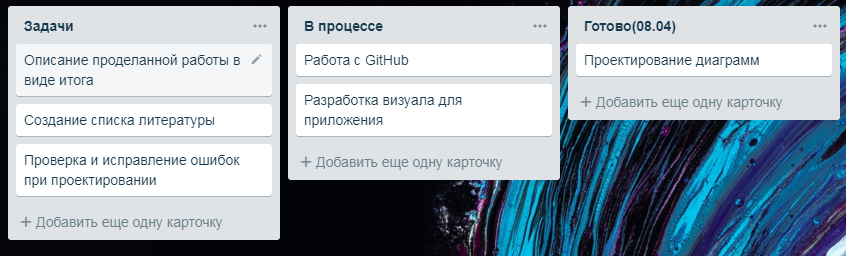 Задачи
Описание проделанной работы в
виде итога
Создание списка литературы
Проверка и исправление ошибок
при проектировании
+ Добавить еще одну карточку
В процессе
Работа с GitHub
Разработка визуала для
приложения
+ Добавить еще одну карточку
Готово(08.04)
Проектирование диаграмм
+ Добавить еще одну карточку